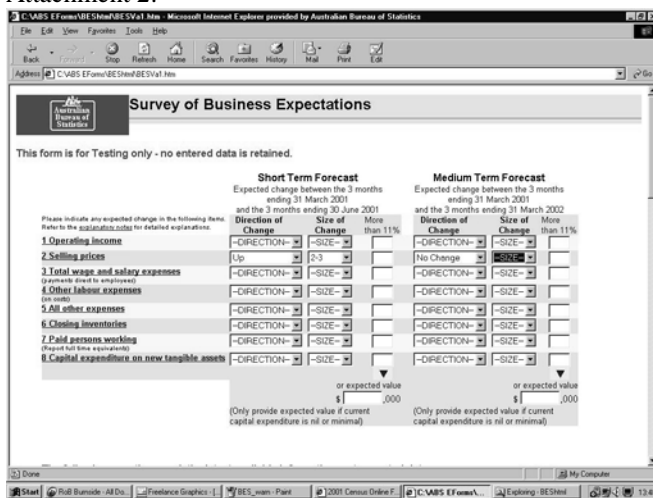 Attachment 2.
C:\ABS EForms\BEShtml\BESVa1.htm - Microsoft Internet Explorer provided by Australian Bureau of Statistics
File Edit View Favorites Tools Help
Back Forward Stop Refresh Home Search Favorites History Mail Print Edit
Address C:\ABS EForms\BEShtml\BESVa1.htm Go
Australian Bureau of Statistics
Survey of Business Expectations
This form is for Testing only - no entered data is retained.
Short Term Forecast Medium Term Forecast
Expected change between the 3 months Expected change between the 3 months
ending 31 March 2001 ending 31 March 2001
and the 3 months ending 30 June 2001 and the 3 months ending 31 March 2002
Please indicate any expected change in the following items. Direction of Size of More Direction of Size of More
Refer to the explanatory notes for detailed explanations. Change Change than 11% Change Change than 11%
1 Operating income --DIRECTION-- --SIZE-- --DIRECTION-- --SIZE--
2 Selling prices Up 2-3 No Change --SIZE--
3 Total wage and salary expenses --DIRECTION-- --SIZE-- --DIRECTION-- --SIZE--
(payments direct to employees)
4 Other labour expenses --DIRECTION-- --SIZE-- --DIRECTION-- --SIZE--
(on costs)
5 All other expenses --DIRECTION-- --SIZE-- --DIRECTION-- --SIZE--
6 Closing inventories --DIRECTION-- --SIZE-- --DIRECTION-- --SIZE--
7 Paid persons working --DIRECTION-- --SIZE-- --DIRECTION-- --SIZE--
(Report full time equivalents)
8 Capital expenditure on new tangible assets --DIRECTION-- --SIZE-- --DIRECTION-- --SIZE--
or expected value or expected value
$ ,000 $ ,000
(Only provide expected value if current (Only provide expected value if current
capital expenditure is nil or minimal) capital expenditure is nil or minimal)
Done My Computer
Start RoB Burnside - All Do... Freelance Graphics - [... BES_wam - Paint 2001 Census Online F... C:\ABS EForms\... Exploring - BEShtml